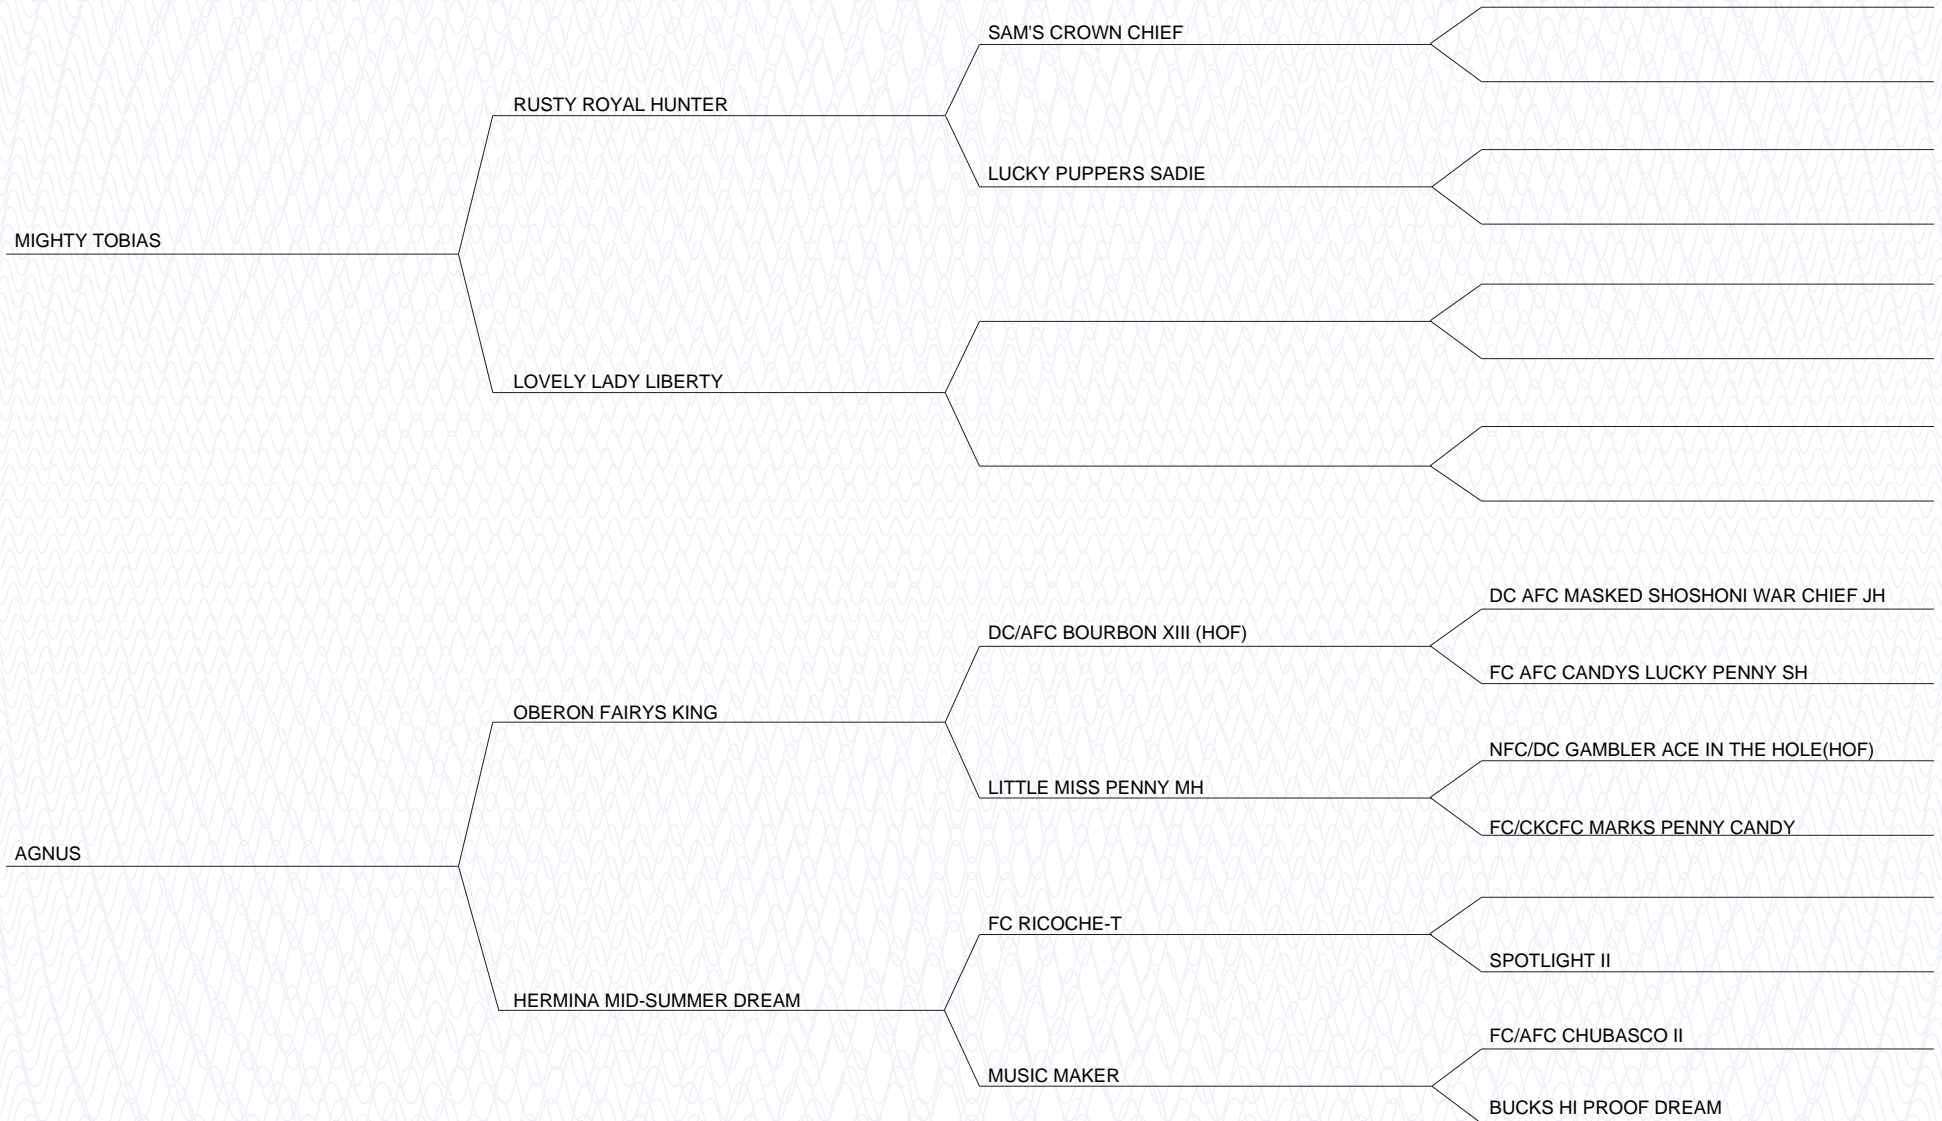 SAM'S CROWN CHIEF
RUSTY ROYAL HUNTER
LUCKY PUPPERS SADIE
MIGHTY TOBIAS
LOVELY LADY LIBERTY
DC AFC MASKED SHOSHONI WAR CHIEF JH
DC/AFC BOURBON XIII (HOF)
FC AFC CANDYS LUCKY PENNY SH
OBERON FAIRYS KING
NFC/DC GAMBLER ACE IN THE HOLE(HOF)
LITTLE MISS PENNY MH
FC/CKCFC MARKS PENNY CANDY
AGNUS
FC RICOCHE-T
SPOTLIGHT II
HERMINA MID-SUMMER DREAM
FC/AFC CHUBASCO II
MUSIC MAKER
BUCKS HI PROOF DREAM